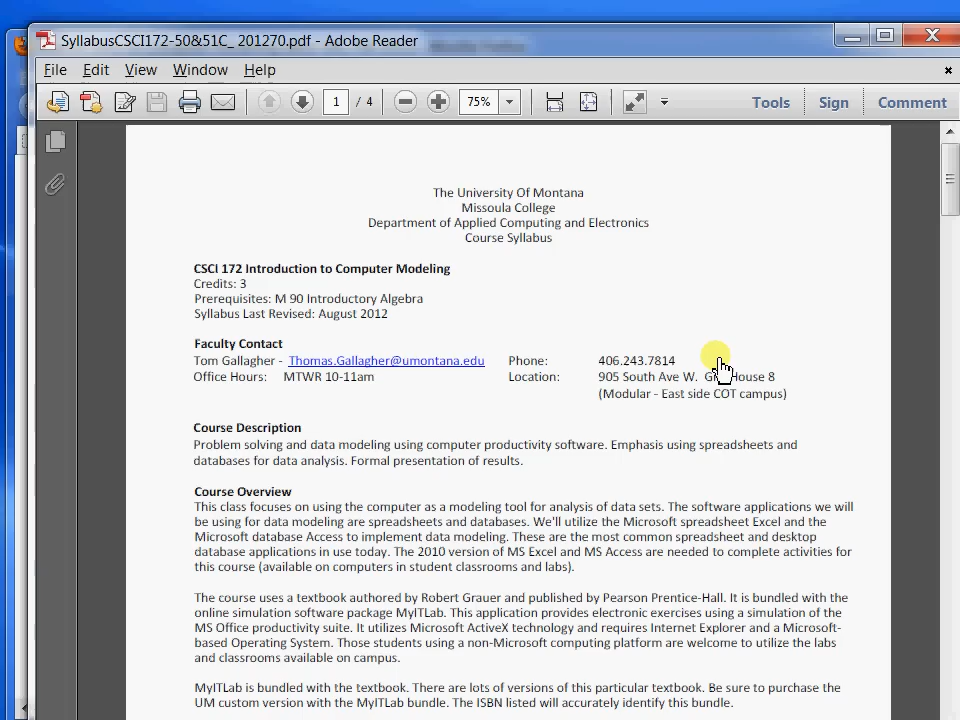 SyllabusCSCI172-50&51C_ 201270.pdf - Adobe Reader
File Edit View Window Help
1 / 4 75% Tools Sign Comment
The University Of Montana
Missoula College
Department of Applied Computing and Electronics
Course Syllabus
CSCI 172 Introduction to Computer Modeling
Credits: 3
Prerequisites: M 90 Introductory Algebra
Syllabus Last Revised: August 2012
Faculty Contact
Tom Gallagher - Thomas.Gallagher@umontana.edu Phone: 406.243.7814
Office Hours: MTWR 10-11am Location: 905 South Ave W. House 8
(Modular - East side COT campus)
Course Description
Problem solving and data modeling using computer productivity software. Emphasis using spreadsheets and
databases for data analysis. Formal presentation of results.
Course Overview
This class focuses on using the computer as a modeling tool for analysis of data sets. The software applications we will
be using for data modeling are spreadsheets and databases. We'll utilize the Microsoft spreadsheet Excel and the
Microsoft database Access to implement data modeling. These are the most common spreadsheet and desktop
database applications in use today. The 2010 version of MS Excel and MS Access are needed to complete activities for
this course (available on computers in student classrooms and labs).
The course uses a textbook authored by Robert Grauer and published by Pearson Prentice-Hall. It is bundled with the
online simulation software package MyITLab. This application provides electronic exercises using a simulation of the
MS Office productivity suite. It utilizes Microsoft ActiveX technology and requires Internet Explorer and a Microsoft-
based Operating System. Those students using a non-Microsoft computing platform are welcome to utilize the labs
and classrooms available on campus.
MyITLab is bundled with the textbook. There are lots of versions of this particular textbook. Be sure to purchase the
UM custom version with the MyITLab bundle. The ISBN listed will accurately identify this bundle.